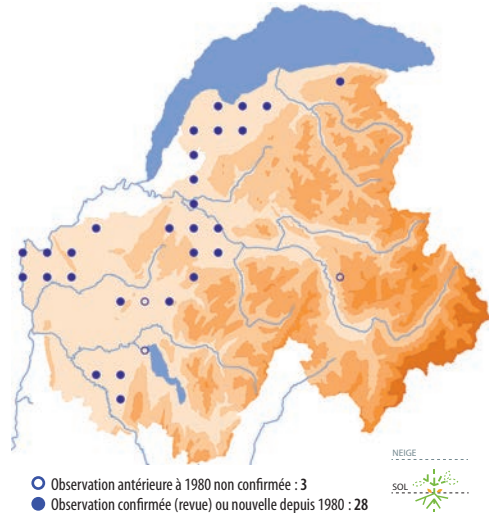 NEIGE
SOL
Observation antérieure à 1980 non confirmée : 3
Observation confirmée (revue) ou nouvelle depuis 1980 : 28